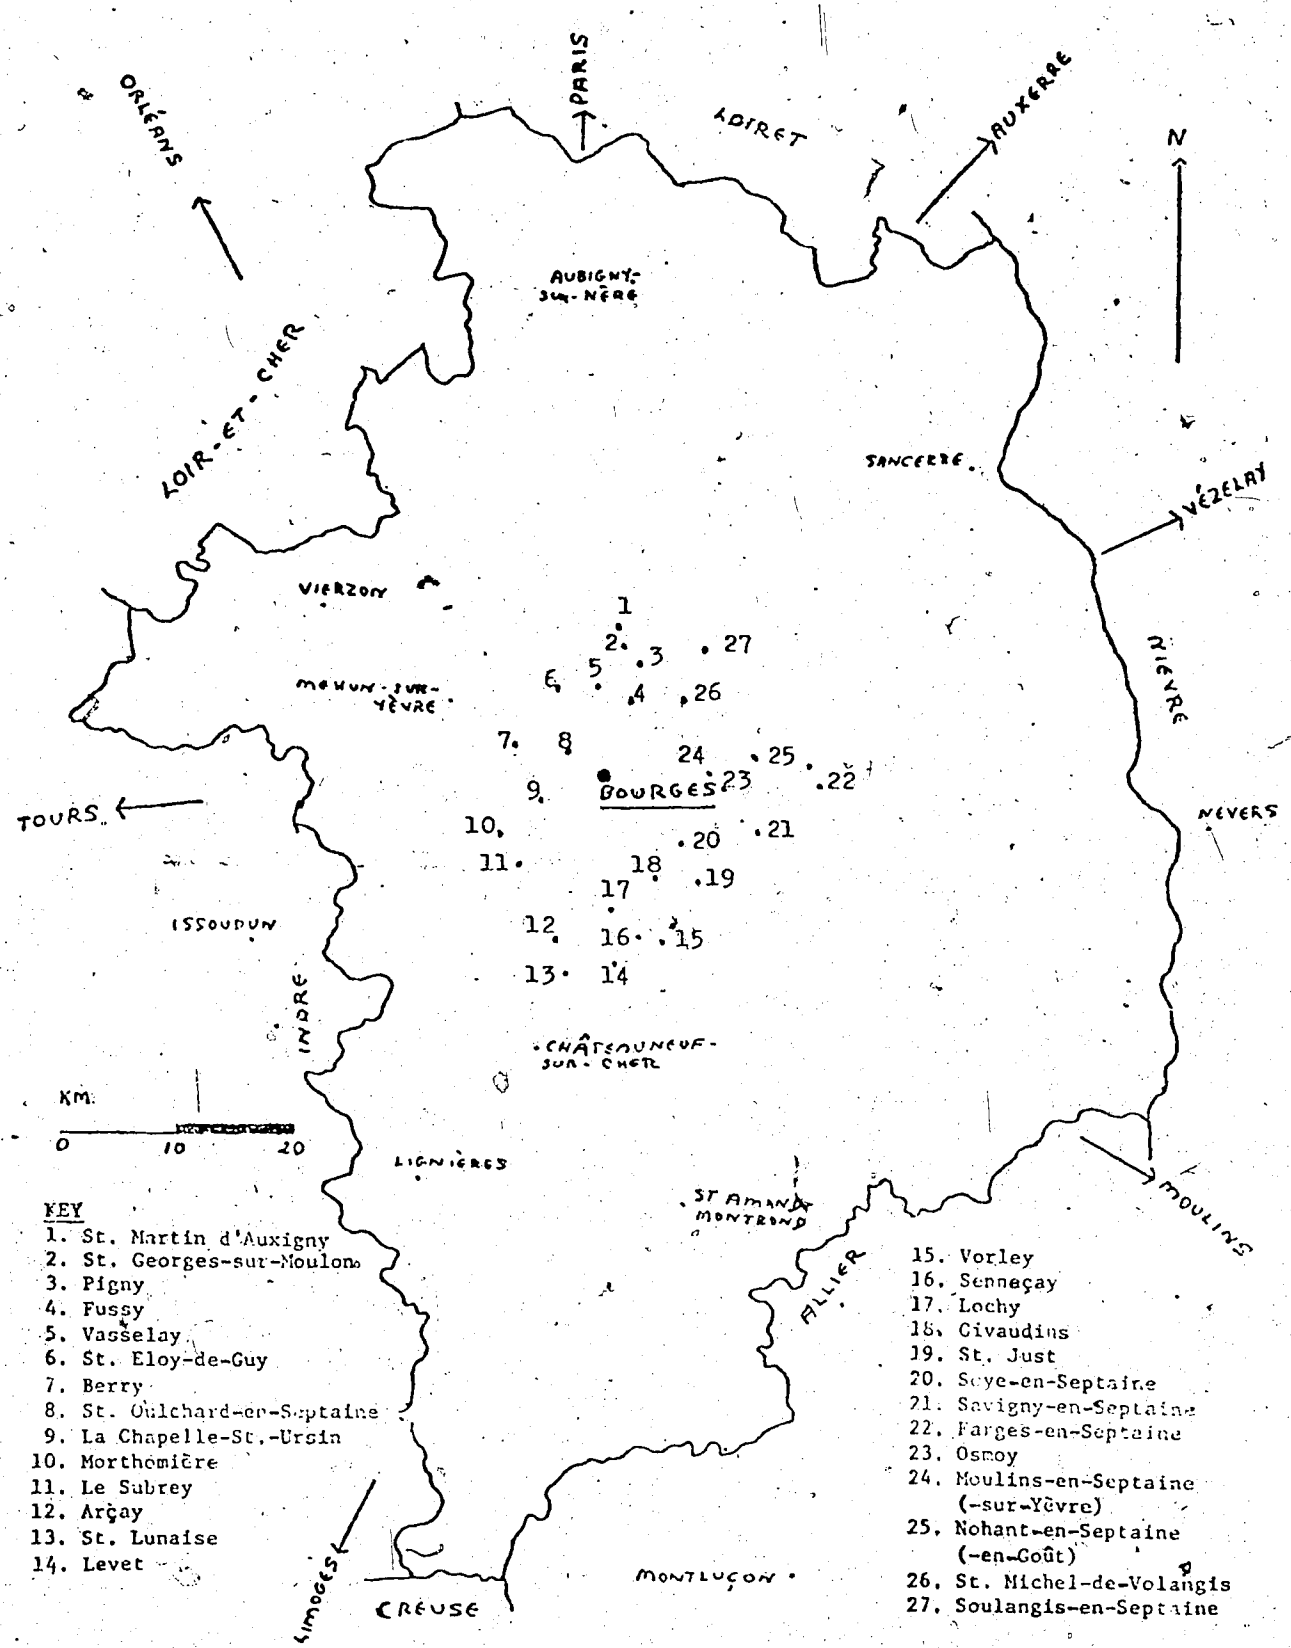 ORLÉANS
PARIS
LOIRET
AUXERRE
N
AUBIGNY-
SUR-NÈRE
LOIR-ET-CHER
SANCERRE
VÉZELAY
VIERZON
1
2
3
27
5
6
4
26
NIEVRE
MEHUN-SUR-
YÈVRE
7
8
24
25
BOURGES
23
22
9
TOURS
NEVERS
10
20
21
11
18
19
17
ISSOUDUN
12
16
15
13
14
INDRE
CHÂTEAUNEUF-
SUR-CHER
KM.
0 10 20
LIGNIÈRES
ST AMAND
MONTROND
MOULINS
ALLIER
KEY
1. St. Martin d'Auxigny
2. St. Georges-sur-Moulon
3. Pigny
4. Fussy
5. Vasselay
6. St. Eloy-de-Guy
7. Berry
8. St. Oulchard-en-Septaine
9. La Chapelle-St.-Ursin
10. Morthomière
11. Le Subrey
12. Arçay
13. St. Lunaise
14. Levet
15. Vorley
16. Senneçay
17. Lochy
18. Givaudins
19. St. Just
20. Soye-en-Septaine
21. Savigny-en-Septaine
22. Farges-en-Septaine
23. Osmoy
24. Moulins-en-Septaine
(-sur-Yèvre)
25. Nohant-en-Septaine
(-en-Goût)
26. St. Michel-de-Volangis
27. Soulangis-en-Septaine
LIMOGES
CREUSE
MONTLUÇON